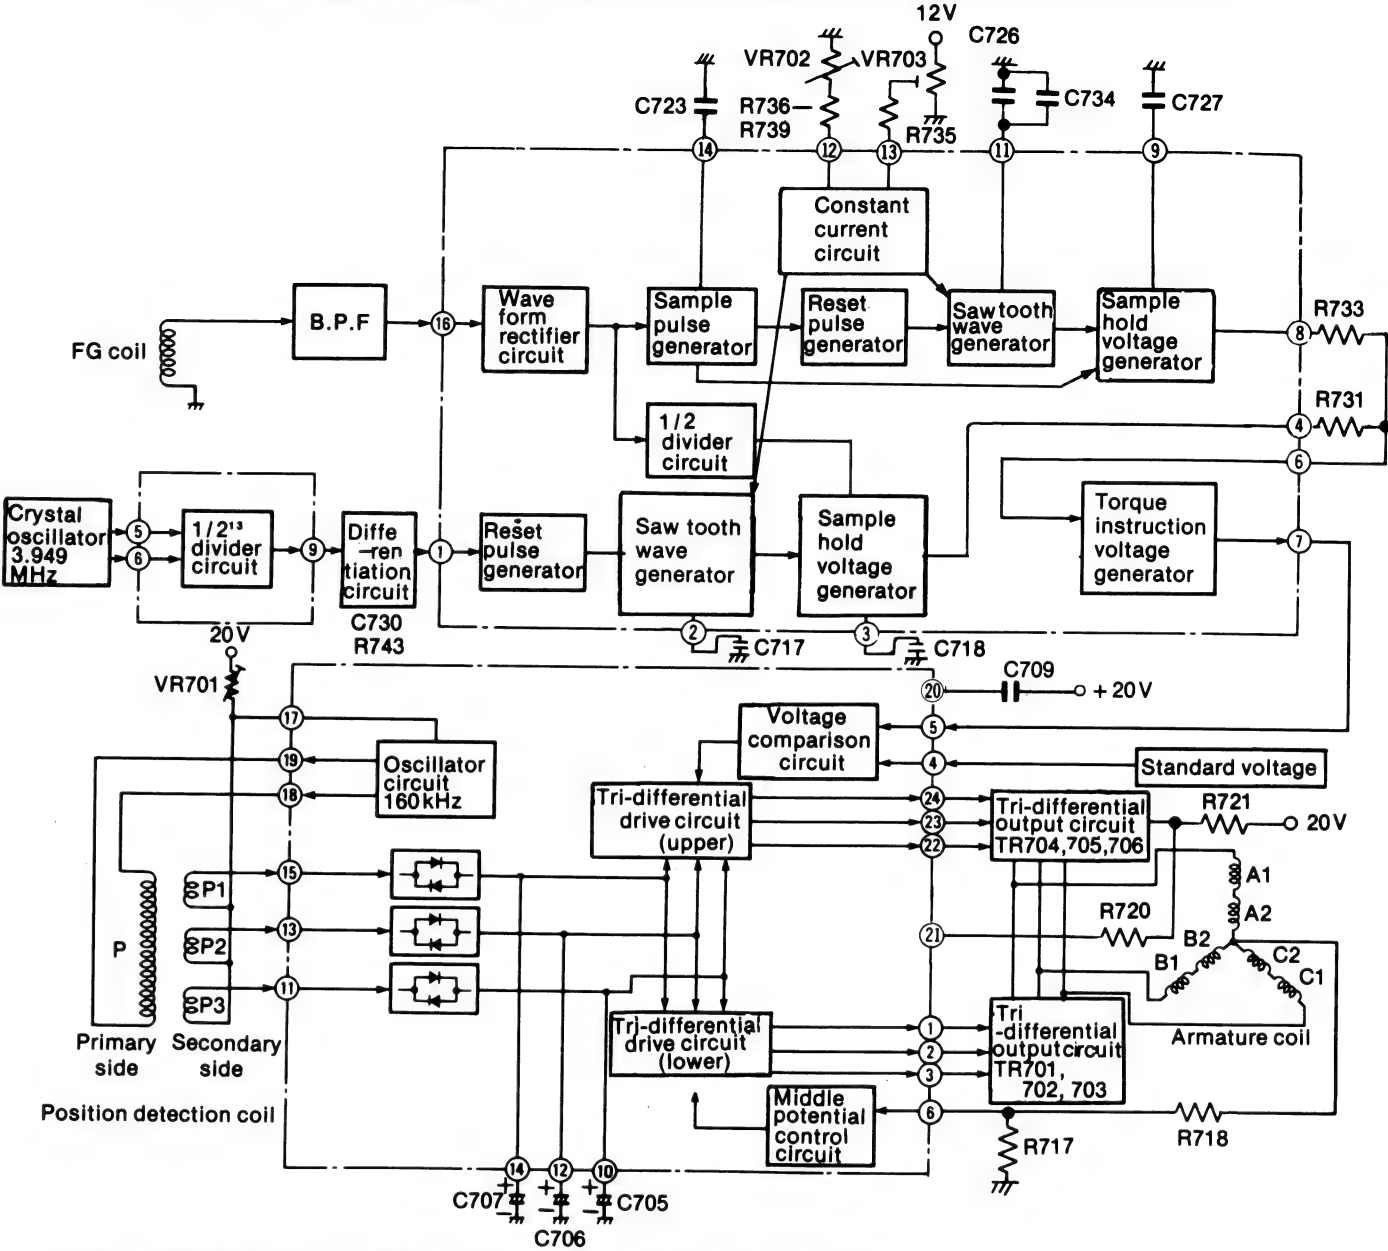 12V
C726
VR702
VR703
C723
R736
R739
R735
C734
C727
14
12
13
11
9
Constant
current
circuit
FG coil
B.P.F
16
Wave
form
rectifier
circuit
Sample
pulse
generator
Reset
pulse
generator
Saw tooth
wave
generator
Sample
hold
voltage
generator
8
R733
R731
4
6
1/2
divider
circuit
Crystal
oscillator
3.949
MHz
5
6
1/2¹³
divider
circuit
9
Diffe
-ren
tiation
circuit
C730
R743
1
Reset
pulse
generator
Saw tooth
wave
generator
Sample
hold
voltage
generator
Torque
instruction
voltage
generator
7
2
C717
3
C718
20V
VR701
17
19
18
Oscillator
circuit
160kHz
Voltage
comparison
circuit
20
C709
+ 20V
5
4
Standard voltage
Tri-differential
drive circuit
(upper)
24
23
22
Tri-differential
output circuit
TR704,705,706
R721
20V
15
13
11
P
P1
P2
P3
Primary
side
Secondary
side
Position detection coil
21
R720
A1
A2
B2
B1
C2
C1
Armature coil
Tri-differential
drive circuit
(lower)
1
2
3
Tri
-differential
output circuit
TR701,
702, 703
Middle
potential
control
circuit
6
R717
R718
14
12
10
C707
+
-
+
-
C706
+
-
C705